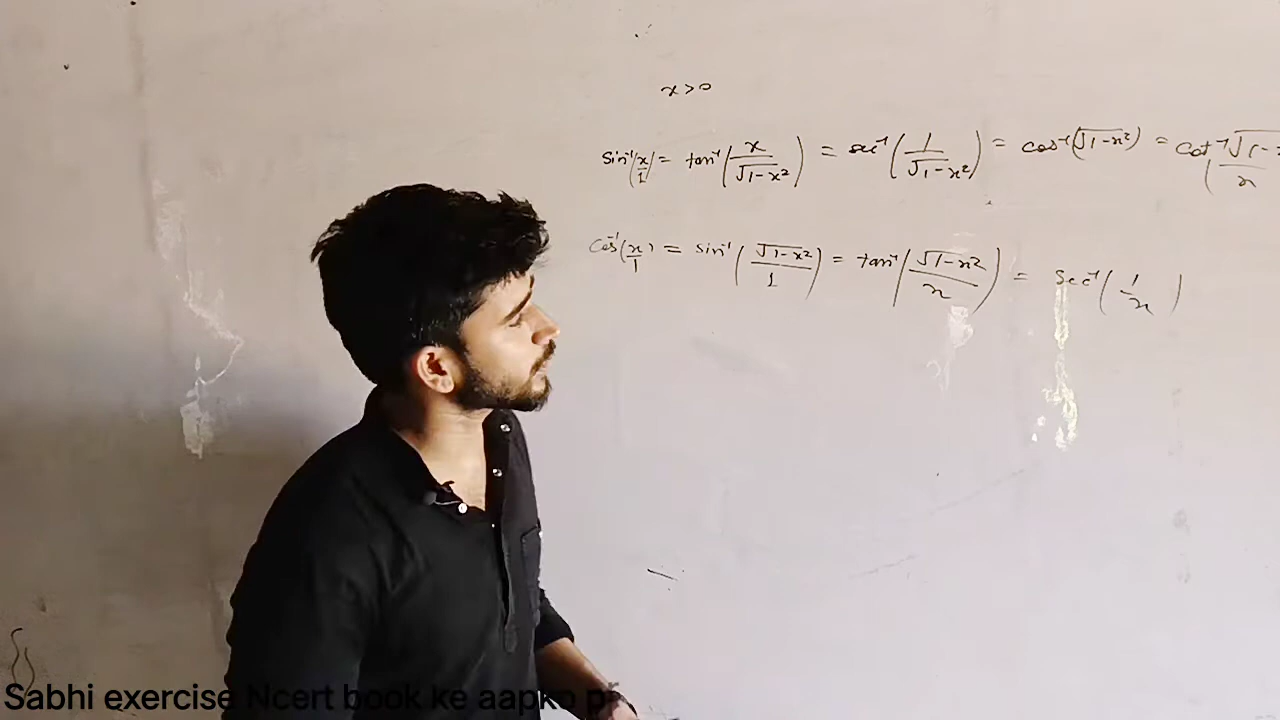 x>0
sin⁻¹(x/1) = tan⁻¹(x/√1-x²) = sec⁻¹(1/√1-x²) = cos⁻¹(√1-x²) = cot⁻¹(√1-/x
cos⁻¹(x/1) = sin⁻¹(√1-x²/1) = tan⁻¹(√1-x²/x) = sec⁻¹(1/x)
Sabhi exercise Ncert book ke aapko